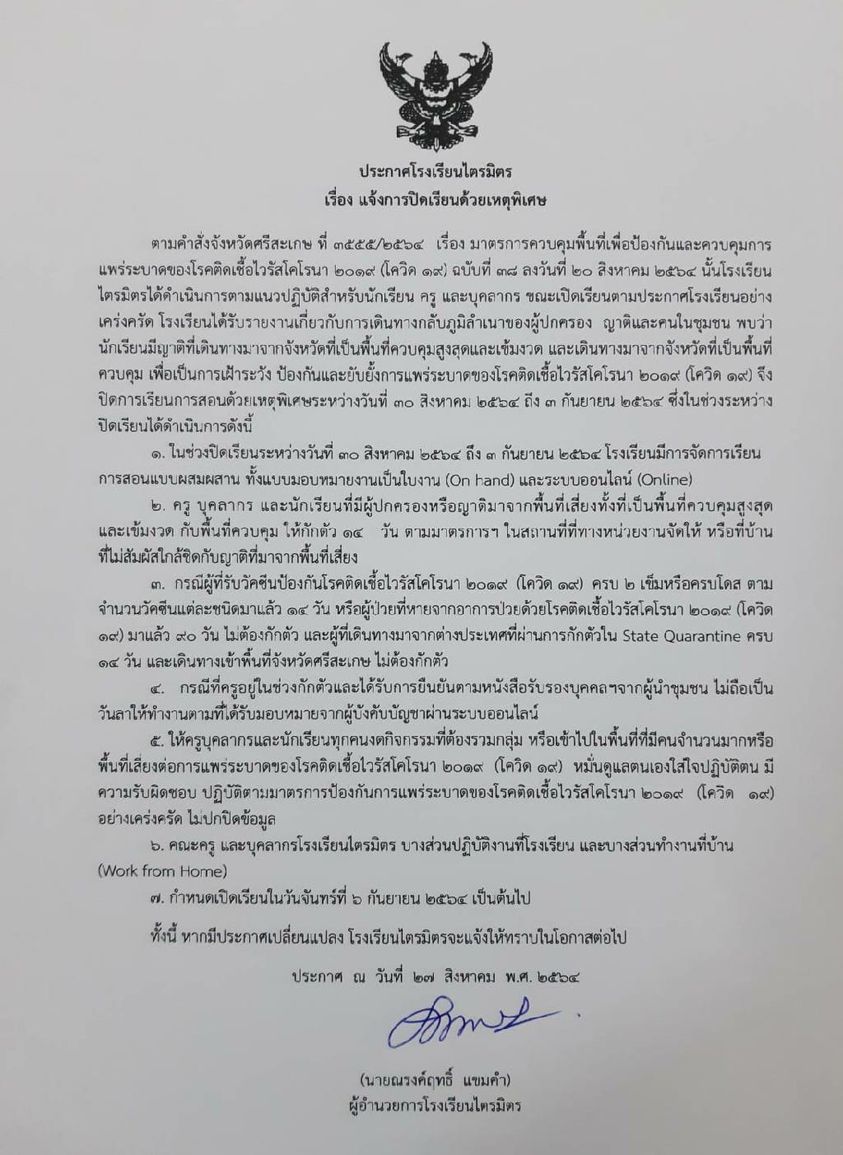 ประกาศโรงเรียนไตรมิตร
เรื่อง แจ้งการปิดเรียนด้วยเหตุพิเศษ
ตามคำสั่งจังหวัดศรีสะเกษ ที่ ๓๕๕๕/๒๕๖๔ เรื่อง มาตรการควบคุมพื้นที่เพื่อป้องกันและควบคุมการ
แพร่ระบาดของโรคติดเชื้อไวรัสโคโรนา ๒๐๑๙ (โควิด ๑๙) ฉบับที่ ๓๘ ลงวันที่ ๒๐ สิงหาคม ๒๕๖๔ นั้นโรงเรียน
ไตรมิตรได้ดำเนินการตามแนวปฏิบัติสำหรับนักเรียน ครู และบุคลากร ขณะเปิดเรียนตามประกาศโรงเรียนอย่าง
เคร่งครัด โรงเรียนได้รับรายงานเกี่ยวกับการเดินทางกลับภูมิลำเนาของผู้ปกครอง ญาติและคนในชุมชน พบว่า
นักเรียนมีญาติที่เดินทางมาจากจังหวัดที่เป็นพื้นที่ควบคุมสูงสุดและเข้มงวด และเดินทางมาจากจังหวัดที่เป็นพื้นที่
ควบคุม เพื่อเป็นการเฝ้าระวัง ป้องกันและยับยั้งการแพร่ระบาดของโรคติดเชื้อไวรัสโคโรนา ๒๐๑๙ (โควิด ๑๙) จึง
ปิดการเรียนการสอนด้วยเหตุพิเศษระหว่างวันที่ ๓๐ สิงหาคม ๒๕๖๔ ถึง ๓ กันยายน ๒๕๖๔ ซึ่งในช่วงระหว่าง
ปิดเรียนได้ดำเนินการดังนี้
๑. ในช่วงปิดเรียนระหว่างวันที่ ๓๐ สิงหาคม ๒๕๖๔ ถึง ๓ กันยายน ๒๕๖๔ โรงเรียนมีการจัดการเรียน
การสอนแบบผสมผสาน ทั้งแบบมอบหมายงานเป็นใบงาน (On hand) และระบบออนไลน์ (Online)
๒. ครู บุคลากร และนักเรียนที่มีผู้ปกครองหรือญาติมาจากพื้นที่เสี่ยงทั้งที่เป็นพื้นที่ควบคุมสูงสุด
และเข้มงวด กับพื้นที่ควบคุม ให้กักตัว ๑๔ วัน ตามมาตรการฯ ในสถานที่ที่ทางหน่วยงานจัดให้ หรือที่บ้าน
ที่ไม่สัมผัสใกล้ชิดกับญาติที่มาจากพื้นที่เสี่ยง
๓. กรณีผู้ที่รับวัคซีนป้องกันโรคติดเชื้อไวรัสโคโรนา ๒๐๑๙ (โควิด ๑๙) ครบ ๒ เข็มหรือครบโดส ตาม
จำนวนวัคซีนแต่ละชนิดมาแล้ว ๑๔ วัน หรือผู้ป่วยที่หายจากอาการป่วยด้วยโรคติดเชื้อไวรัสโคโรนา ๒๐๑๙ (โควิด
๑๙) มาแล้ว ๙๐ วัน ไม่ต้องกักตัว และผู้ที่เดินทางมาจากต่างประเทศที่ผ่านการกักตัวใน State Quarantine ครบ
๑๔ วัน และเดินทางเข้าพื้นที่จังหวัดศรีสะเกษ ไม่ต้องกักตัว
๔. กรณีที่ครูอยู่ในช่วงกักตัวและได้รับการยืนยันตามหนังสือรับรองบุคคลฯจากผู้นำชุมชน ไม่ถือเป็น
วันลาให้ทำงานตามที่ได้รับมอบหมายจากผู้บังคับบัญชาผ่านระบบออนไลน์
๕. ให้ครูบุคลากรและนักเรียนทุกคนงดกิจกรรมที่ต้องรวมกลุ่ม หรือเข้าไปในพื้นที่ที่มีคนจำนวนมากหรือ
พื้นที่เสี่ยงต่อการแพร่ระบาดของโรคติดเชื้อไวรัสโคโรนา ๒๐๑๙ (โควิด ๑๙) หมั่นดูแลตนเองใส่ใจปฏิบัติตน มี
ความรับผิดชอบ ปฏิบัติตามมาตรการป้องกันการแพร่ระบาดของโรคติดเชื้อไวรัสโคโรนา ๒๐๑๙ (โควิด ๑๙)
อย่างเคร่งครัด ไม่ปกปิดข้อมูล
๖. คณะครู และบุคลากรโรงเรียนไตรมิตร บางส่วนปฏิบัติงานที่โรงเรียน และบางส่วนทำงานที่บ้าน
(Work from Home)
๗. กำหนดเปิดเรียนในวันจันทร์ที่ ๖ กันยายน ๒๕๖๔ เป็นต้นไป
ทั้งนี้ หากมีประกาศเปลี่ยนแปลง โรงเรียนไตรมิตรจะแจ้งให้ทราบในโอกาสต่อไป
ประกาศ ณ วันที่ ๒๗ สิงหาคม พ.ศ. ๒๕๖๔
(นายณรงค์ฤทธิ์ แขมคำ)
ผู้อำนวยการโรงเรียนไตรมิตร